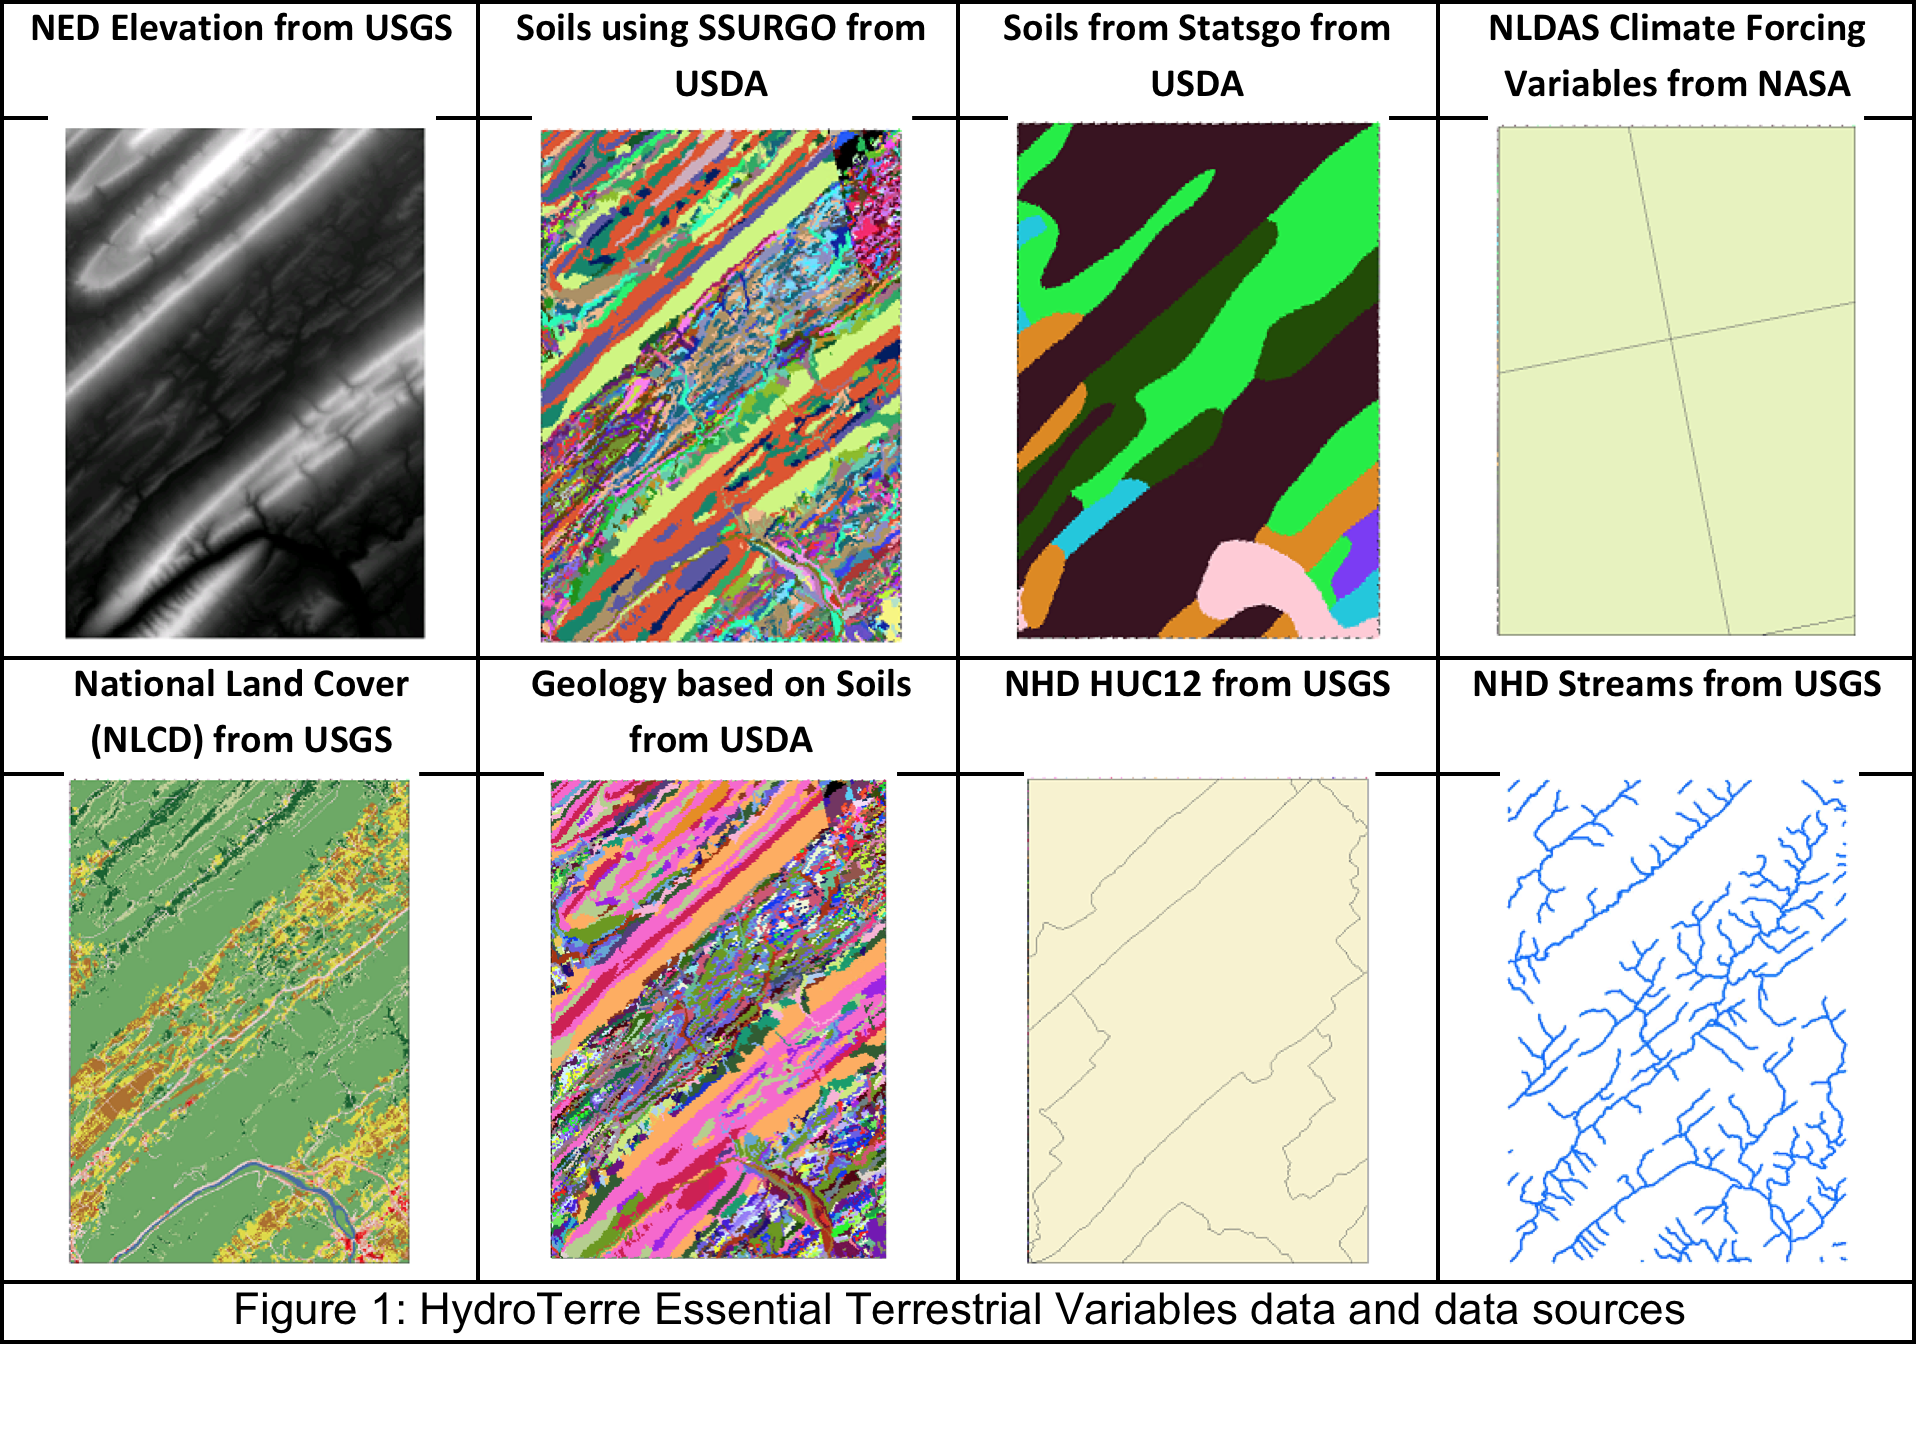 NED Elevation from USGS
Soils using SSURGO from
USDA
Soils from Statsgo from
USDA
NLDAS Climate Forcing
Variables from NASA
National Land Cover
(NLCD) from USGS
Geology based on Soils
from USDA
NHD HUC12 from USGS
NHD Streams from USGS
Figure 1: HydroTerre Essential Terrestrial Variables data and data sources